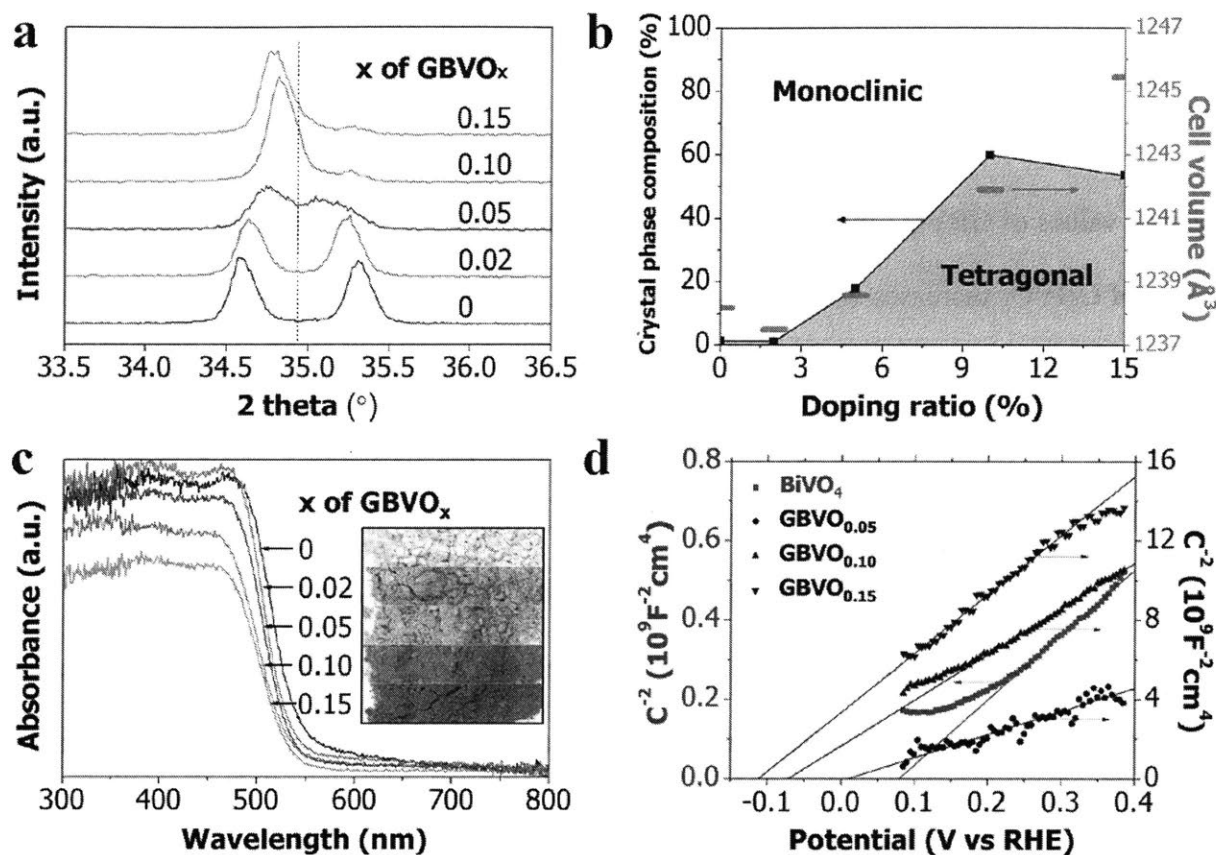 a
x of GBVOx
0.15
0.10
0.05
0.02
0
Intensity (a.u.)
33.5 34.0 34.5 35.0 35.5 36.0 36.5
2 theta (°)
b
100
80
60
40
20
0
Crystal phase composition (%)
Monoclinic
Tetragonal
1247
1245
1243
1241
1239
1237
Cell volume (Å³)
0 3 6 9 12 15
Doping ratio (%)
c
x of GBVOx
0
0.02
0.05
0.10
0.15
Absorbance (a.u.)
300 400 500 600 700 800
Wavelength (nm)
d
0.8
0.6
0.4
0.2
0.0
C⁻² (10⁹F⁻²cm⁴)
BiVO₄
GBVO₀.₀₅
GBVO₀.₁₀
GBVO₀.₁₅
16
12
8
4
0
C⁻² (10⁹F⁻²cm⁴)
-0.1 0.0 0.1 0.2 0.3 0.4
Potential (V vs RHE)